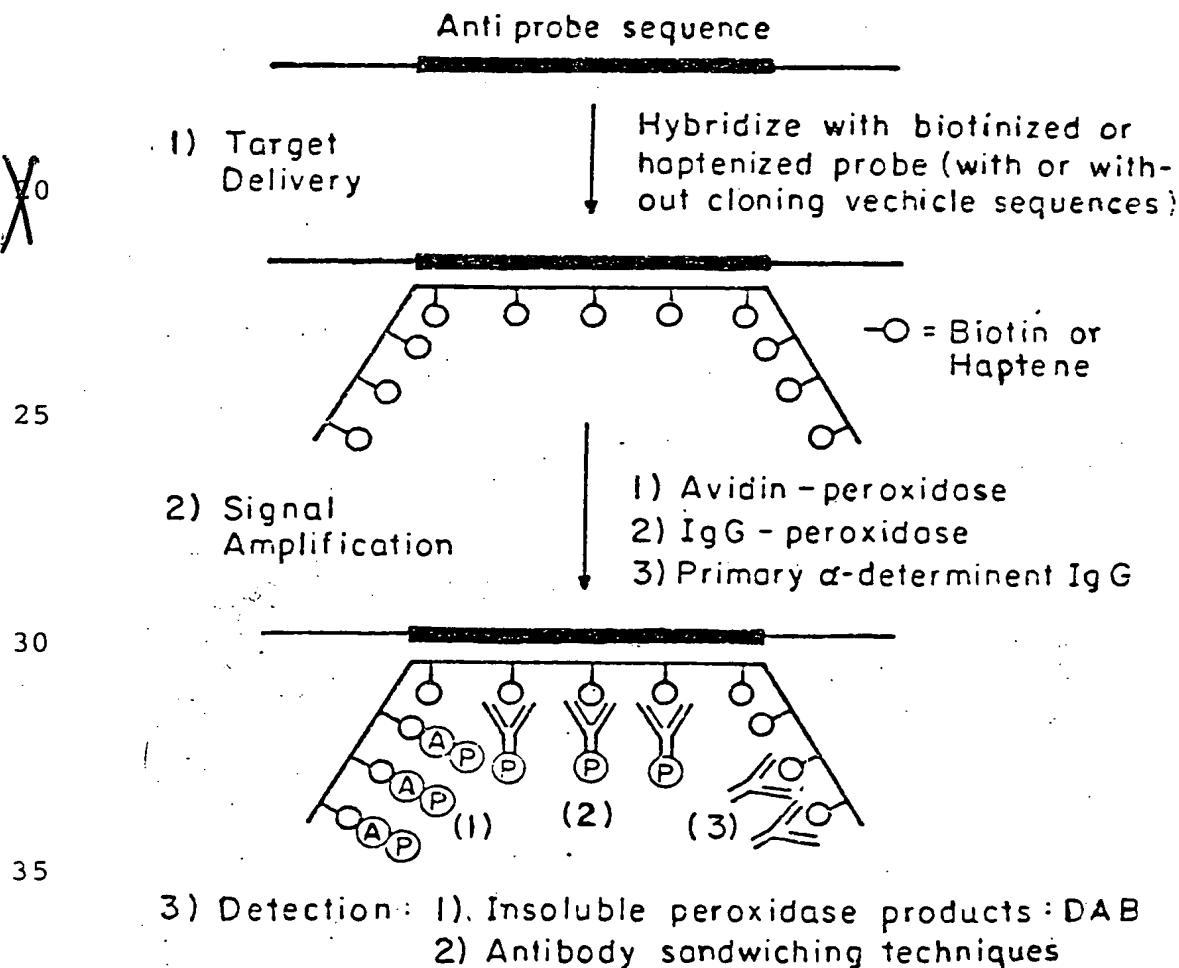 Anti probe sequence
1) Target
Delivery
Hybridize with biotinized or
haptenized probe (with or with-
out cloning vechicle sequences)
20
-O = Biotin or
Haptene
25
2) Signal
Amplification
1) Avidin - peroxidase
2) IgG - peroxidase
3) Primary α-determinent IgG
30
A P
P P P
A P (1) (2) (3)
A P
35
3) Detection: 1). Insoluble peroxidase products: DAB
2) Antibody sandwiching techniques